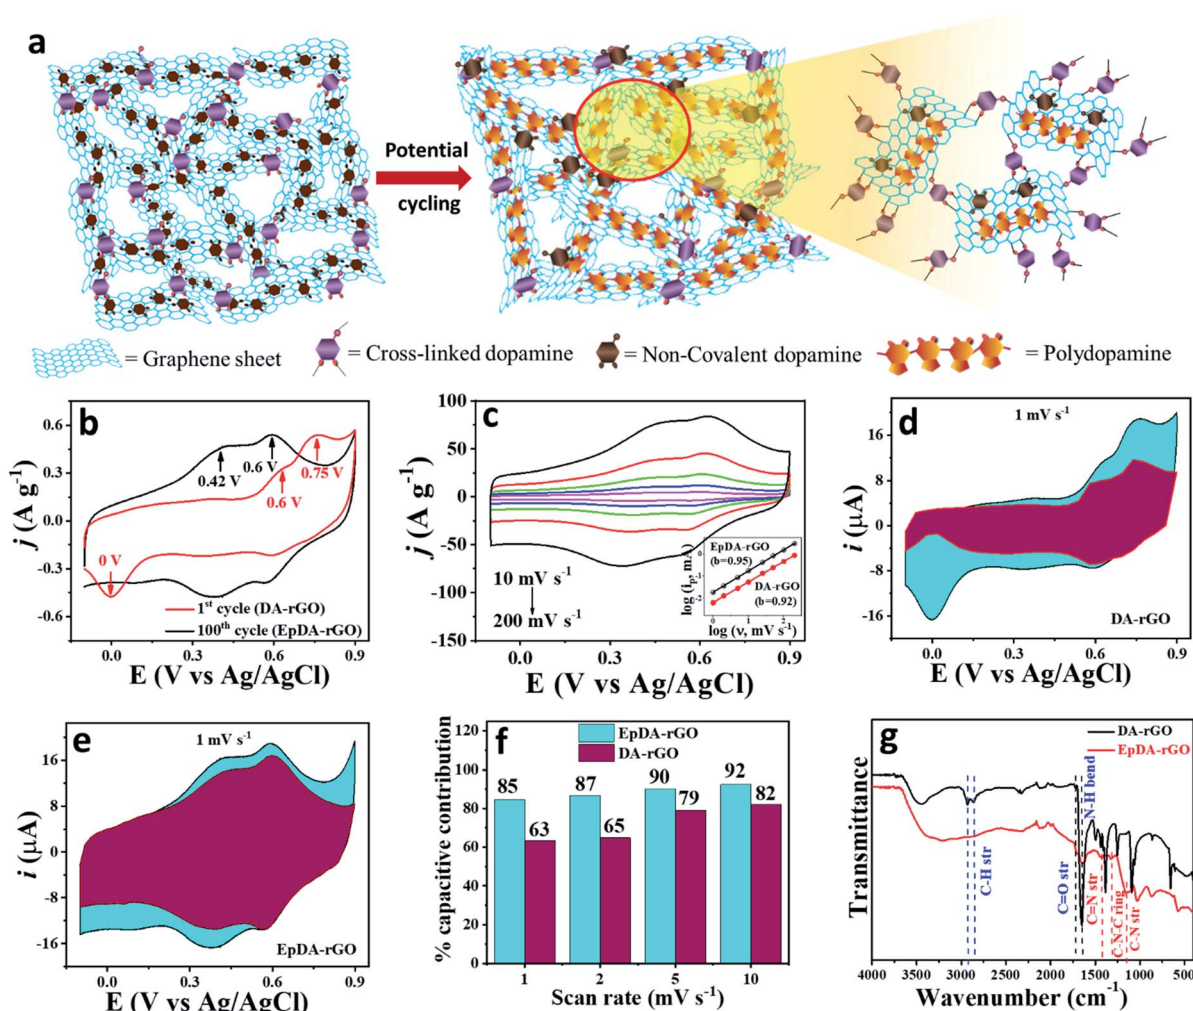 a
Potential
cycling
= Graphene sheet
= Cross-linked dopamine
= Non-Covalent dopamine
= Polydopamine
b
j (A g⁻¹)
0.6
0.3
0.0
-0.3
-0.6
0.42 V
0.6 V
0.75 V
0.6 V
0 V
1ˢᵗ cycle (DA-rGO)
100ᵗʰ cycle (EpDA-rGO)
0.0 0.3 0.6 0.9
E (V vs Ag/AgCl)
c
j (A g⁻¹)
100
50
0
-50
-100
-150
10 mV s⁻¹
200 mV s⁻¹
log (iₚ, mA)
0
-1
-2
EpDA-rGO
(b=0.95)
DA-rGO
(b=0.92)
0 1 2
log (ν, mV s⁻¹)
0.0 0.3 0.6 0.9
E (V vs Ag/AgCl)
d
1 mV s⁻¹
i (μA)
16
8
0
-8
-16
DA-rGO
0.0 0.3 0.6 0.9
E (V vs Ag/AgCl)
e
1 mV s⁻¹
i (μA)
16
8
0
-8
-16
EpDA-rGO
0.0 0.3 0.6 0.9
E (V vs Ag/AgCl)
f
EpDA-rGO
DA-rGO
% capacitive contribution
120
100
80
60
40
20
0
85 63 87 65 90 79 92 82
1 2 5 10
Scan rate (mV s⁻¹)
g
DA-rGO
EpDA-rGO
Transmittance
C-H str
C=O str
N-H bend
C=N str
C-N-C ring
C-N str
4000 3500 3000 2500 2000 1500 1000 500
Wavenumber (cm⁻¹)